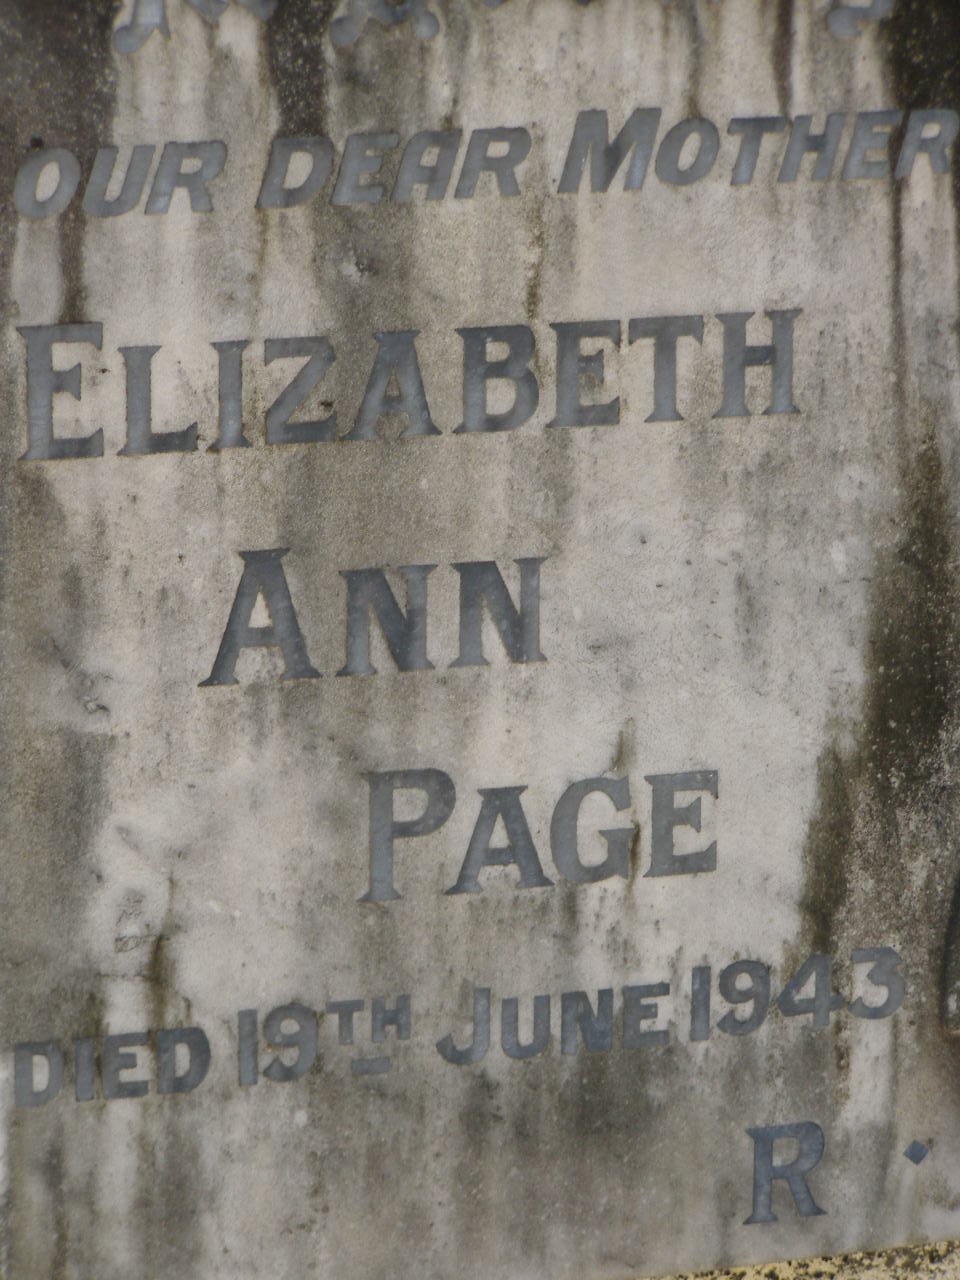 OUR DEAR MOTHER
ELIZABETH
ANN
PAGE
DIED 19TH JUNE 1943
R